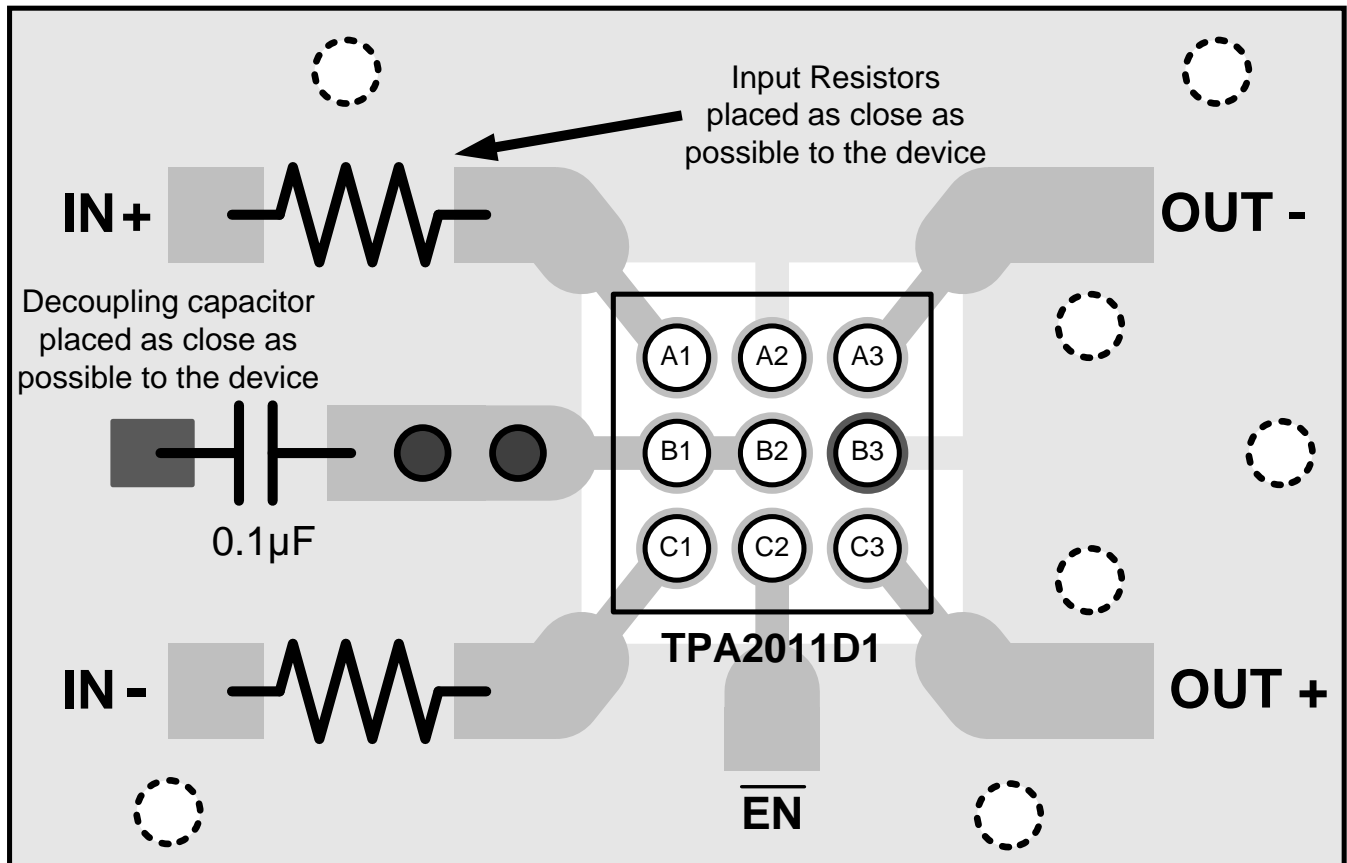 Input Resistors
placed as close as
possible to the device
IN+
OUT -
Decoupling capacitor
placed as close as
possible to the device
A1
A2
A3
B1
B2
B3
0.1µF
C1
C2
C3
TPA2011D1
IN -
OUT +
EN